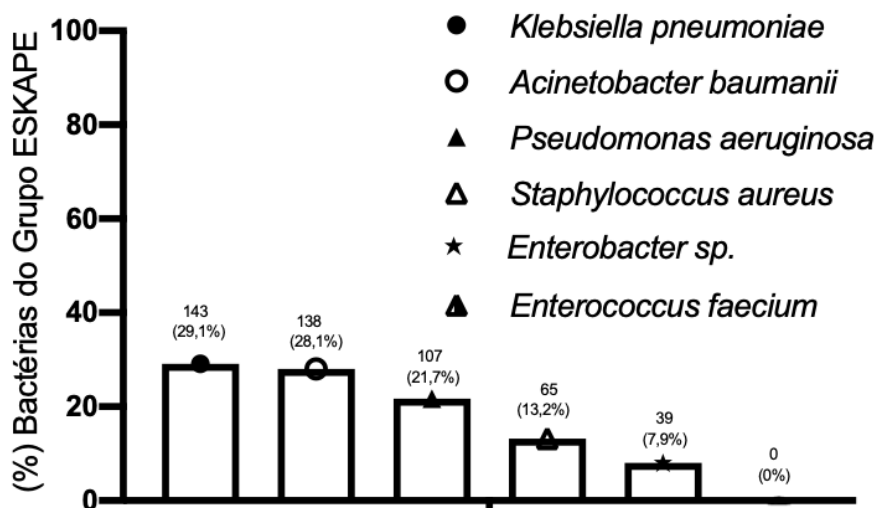 (%) Bactérias do Grupo ESKAPE
100
80
60
40
20
0
Klebsiella pneumoniae
Acinetobacter baumanii
Pseudomonas aeruginosa
Staphylococcus aureus
Enterobacter sp.
Enterococcus faecium
143
(29,1%)
138
(28,1%)
107
(21,7%)
65
(13,2%)
39
(7,9%)
0
(0%)